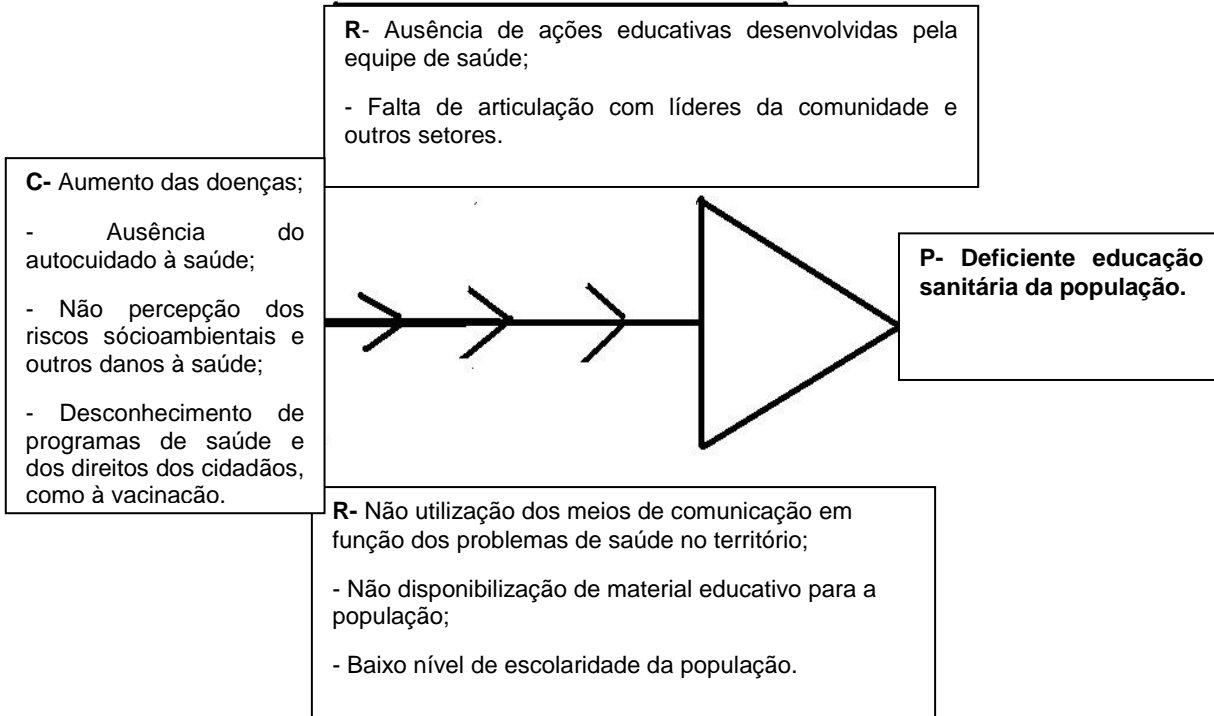 R- Ausência de ações educativas desenvolvidas pela
equipe de saúde;
- Falta de articulação com líderes da comunidade e
outros setores.
C- Aumento das doenças;
- Ausência do
autocuidado à saúde;
- Não percepção dos
riscos sócioambientais e
outros danos à saúde;
- Desconhecimento de
programas de saúde e
dos direitos dos cidadãos,
como à vacinacão.
P- Deficiente educação
sanitária da população.
R- Não utilização dos meios de comunicação em
função dos problemas de saúde no território;
- Não disponibilização de material educativo para a
população;
- Baixo nível de escolaridade da população.